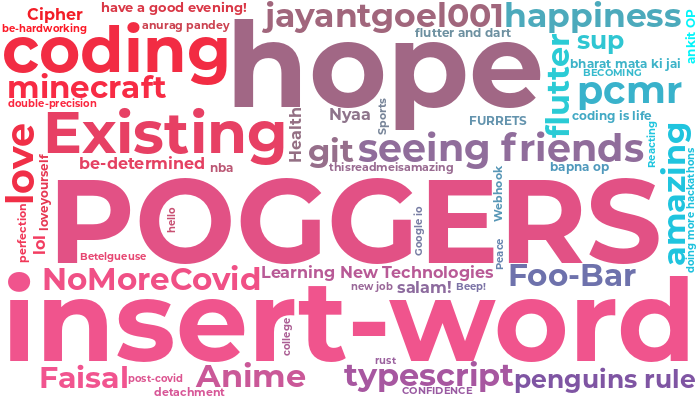 have a good evening!
Cipher
be-hardworking
anurag pandey
jayantgoel001
happiness
ankit OP
coding
hope
flutter and dart
sup
flutter
bharat mata ki jai
BECOMING
minecraft
double-precision
pcmr
Nyaa
Sports
FURRETS
coding is life
Existing
Health
git
seeing friends
Reacting
love
be-determined
nba
thisreadmeisamazing
bapna op
amazing
doing more hackathons
loveyourself
perfection
lol
POGGERS
hello
Google io
Webhook
Peace
Betelgueuse
NoMoreCovid
Learning New Technologies
Foo-Bar
new job
salam!
Beep!
insert-word
college
rust
Faisal
post-covid
detachment
Anime
typescript
CONFIDENCE
penguins rule